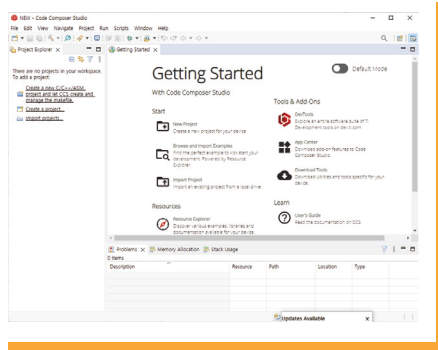 NEW - Code Composer Studio
File Edit View Navigate Project Run Scripts Window Help
Project Explorer
There are no projects in your workspace.
To add a project:
Create a new C/C++/ASM
project and let CCS create and
manage the makefile.
Create a project...
Import projects...
Getting Started
Getting Started
Default Mode
With Code Composer Studio
Start
New Project
Create a new project for your device.
Browse and Import Examples
Find the perfect example to kick start your
development. Powered by Resource
Explorer.
Import Project
Import an existing project from a local drive.
Resources
Resource Explorer
Discover various examples, libraries and
documentation available for your device.
Tools & Add-Ons
DevTools
Explore an entire software suite of TI
Development tools on dev.ti.com.
App Center
Download add-on features to Code
Composer Studio.
Download Tools
Download Utilities and tools specific for your
device.
Learn
User's Guide
Read the documentation on CCS.
Problems Memory Allocation Stack Usage
0 items
Description Resource Path Location Type
Updates Available